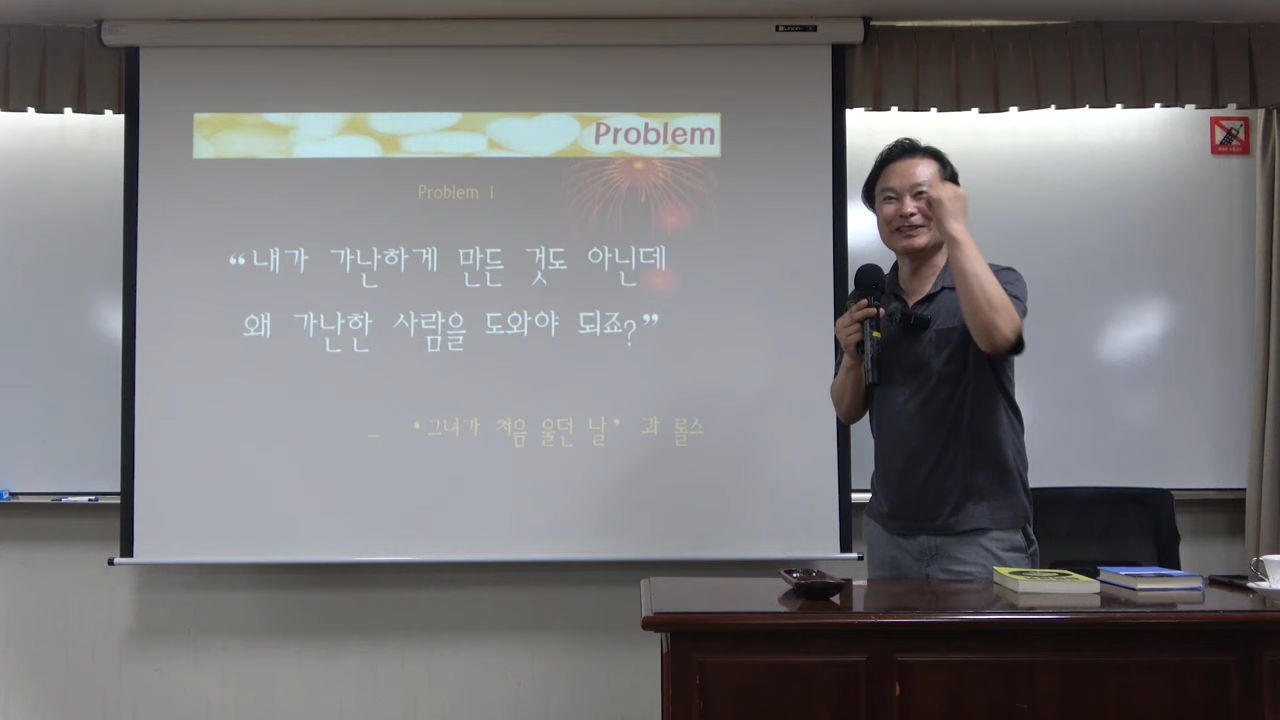 Problem
Problem 1
“내가 가난하게 만든 것도 아닌데
왜 가난한 사람을 도와야 되죠?”
- ‘그녀가 처음 울던 날’ 과 롤스